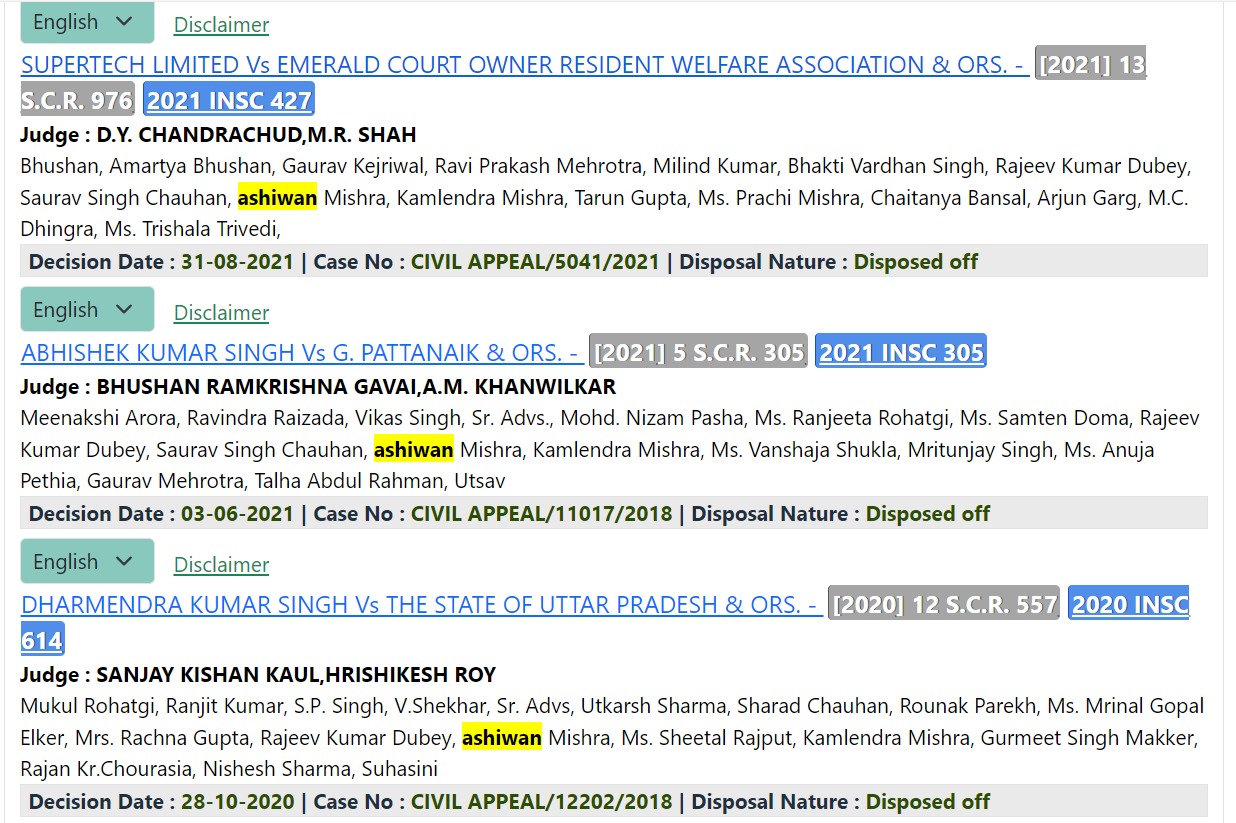 English
Disclaimer
SUPERTECH LIMITED Vs EMERALD COURT OWNER RESIDENT WELFARE ASSOCIATION & ORS. - [2021] 13
S.C.R. 976 2021 INSC 427
Judge : D.Y. CHANDRACHUD,M.R. SHAH
Bhushan, Amartya Bhushan, Gaurav Kejriwal, Ravi Prakash Mehrotra, Milind Kumar, Bhakti Vardhan Singh, Rajeev Kumar Dubey,
Saurav Singh Chauhan, ashiwan Mishra, Kamlendra Mishra, Tarun Gupta, Ms. Prachi Mishra, Chaitanya Bansal, Arjun Garg, M.C.
Dhingra, Ms. Trishala Trivedi,
Decision Date : 31-08-2021 | Case No : CIVIL APPEAL/5041/2021 | Disposal Nature : Disposed off
English
Disclaimer
ABHISHEK KUMAR SINGH Vs G. PATTANAIK & ORS. - [2021] 5 S.C.R. 305 2021 INSC 305
Judge : BHUSHAN RAMKRISHNA GAVAI,A.M. KHANWILKAR
Meenakshi Arora, Ravindra Raizada, Vikas Singh, Sr. Advs., Mohd. Nizam Pasha, Ms. Ranjeeta Rohatgi, Ms. Samten Doma, Rajeev
Kumar Dubey, Saurav Singh Chauhan, ashiwan Mishra, Kamlendra Mishra, Ms. Vanshaja Shukla, Mritunjay Singh, Ms. Anuja
Pethia, Gaurav Mehrotra, Talha Abdul Rahman, Utsav
Decision Date : 03-06-2021 | Case No : CIVIL APPEAL/11017/2018 | Disposal Nature : Disposed off
English
Disclaimer
DHARMENDRA KUMAR SINGH Vs THE STATE OF UTTAR PRADESH & ORS. - [2020] 12 S.C.R. 557 2020 INSC
614
Judge : SANJAY KISHAN KAUL,HRISHIKESH ROY
Mukul Rohatgi, Ranjit Kumar, S.P. Singh, V.Shekhar, Sr. Advs, Utkarsh Sharma, Sharad Chauhan, Rounak Parekh, Ms. Mrinal Gopal
Elker, Mrs. Rachna Gupta, Rajeev Kumar Dubey, ashiwan Mishra, Ms. Sheetal Rajput, Kamlendra Mishra, Gurmeet Singh Makker,
Rajan Kr.Chourasia, Nishesh Sharma, Suhasini
Decision Date : 28-10-2020 | Case No : CIVIL APPEAL/12202/2018 | Disposal Nature : Disposed off